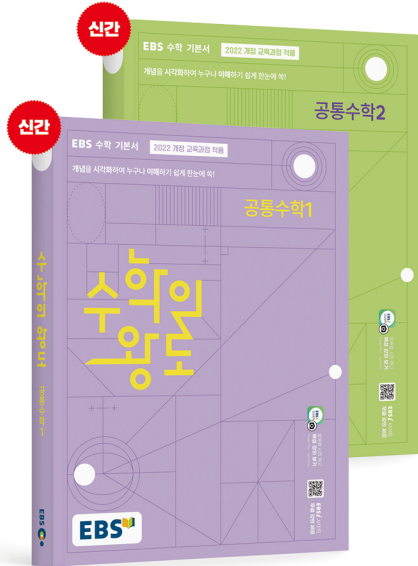 신간
EBS 수학 기본서
2022 개정 교육과정 적용
개념을 시각화하여 누구나 이해하기 쉽게 한눈에 쏙!
공통수학2
신간
EBS 수학 기본서
2022 개정 교육과정 적용
개념을 시각화하여 누구나 이해하기 쉽게 한눈에 쏙!
공통수학1
수학의
왕도
수학의 왕도
공통수학1
EBS
EBS